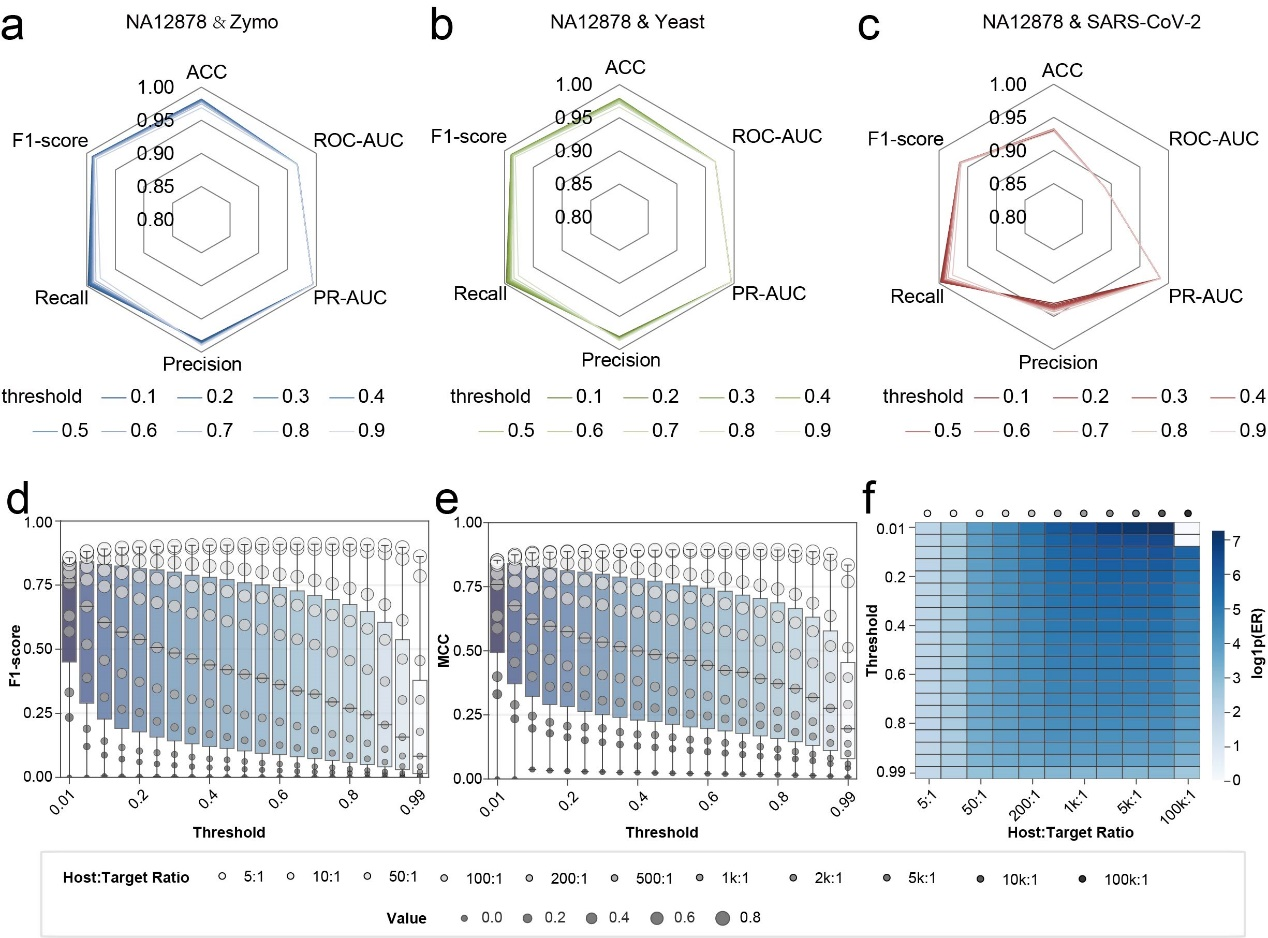 a
NA12878 & Zymo
b
NA12878 & Yeast
c
NA12878 & SARS-CoV-2
ACC
1.00
0.95
0.90
0.85
0.80
F1-score
ROC-AUC
Recall
PR-AUC
Precision
threshold 0.1 0.2 0.3 0.4
0.5 0.6 0.7 0.8 0.9
ACC
1.00
0.95
0.90
0.85
0.80
F1-score
ROC-AUC
Recall
PR-AUC
Precision
threshold 0.1 0.2 0.3 0.4
0.5 0.6 0.7 0.8 0.9
ACC
1.00
0.95
0.90
0.85
0.80
F1-score
ROC-AUC
Recall
PR-AUC
Precision
threshold 0.1 0.2 0.3 0.4
0.5 0.6 0.7 0.8 0.9
d
F1-score
1.00
0.75
0.50
0.25
0.00
0.01 0.2 0.4 0.6 0.8 0.99
Threshold
e
MCC
1.00
0.75
0.50
0.25
0.00
0.01 0.2 0.4 0.6 0.8 0.99
Threshold
f
Threshold
0.01
0.2
0.4
0.6
0.8
0.99
5:1 50:1 200:1 1k:1 5k:1 100k:1
Host:Target Ratio
7
6
5
4
3
2
1
0
log1p(ER)
Host:Target Ratio 5:1 10:1 50:1 100:1 200:1 500:1 1k:1 2k:1 5k:1 10k:1 100k:1
Value 0.0 0.2 0.4 0.6 0.8